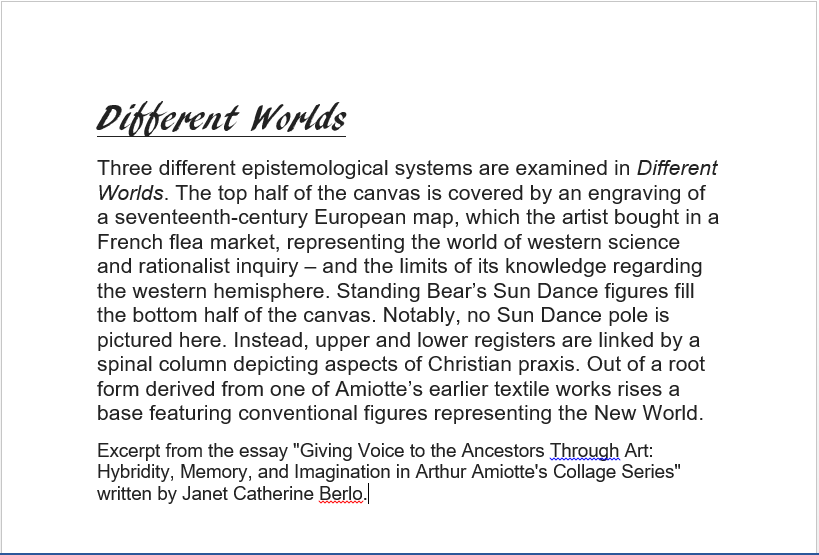 Different Worlds
Three different epistemological systems are examined in Different
Worlds. The top half of the canvas is covered by an engraving of
a seventeenth-century European map, which the artist bought in a
French flea market, representing the world of western science
and rationalist inquiry – and the limits of its knowledge regarding
the western hemisphere. Standing Bear’s Sun Dance figures fill
the bottom half of the canvas. Notably, no Sun Dance pole is
pictured here. Instead, upper and lower registers are linked by a
spinal column depicting aspects of Christian praxis. Out of a root
form derived from one of Amiotte’s earlier textile works rises a
base featuring conventional figures representing the New World.
Excerpt from the essay "Giving Voice to the Ancestors Through Art:
Hybridity, Memory, and Imagination in Arthur Amiotte's Collage Series"
written by Janet Catherine Berlo.